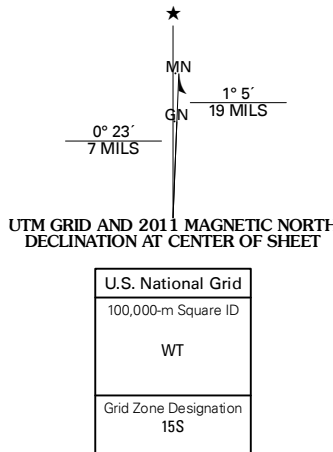 ★
MN
GN
1° 5´
19 MILS
0° 23´
7 MILS
UTM GRID AND 2011 MAGNETIC NORTH
DECLINATION AT CENTER OF SHEET
U.S. National Grid
100,000-m Square ID
WT
Grid Zone Designation
15S